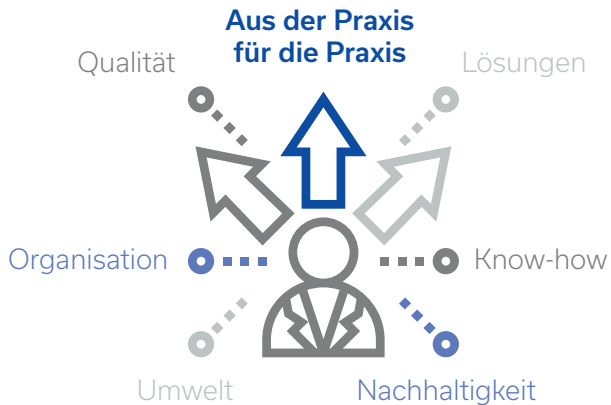 Aus der Praxis
für die Praxis
Qualität
Lösungen
Organisation
Know-how
Umwelt
Nachhaltigkeit